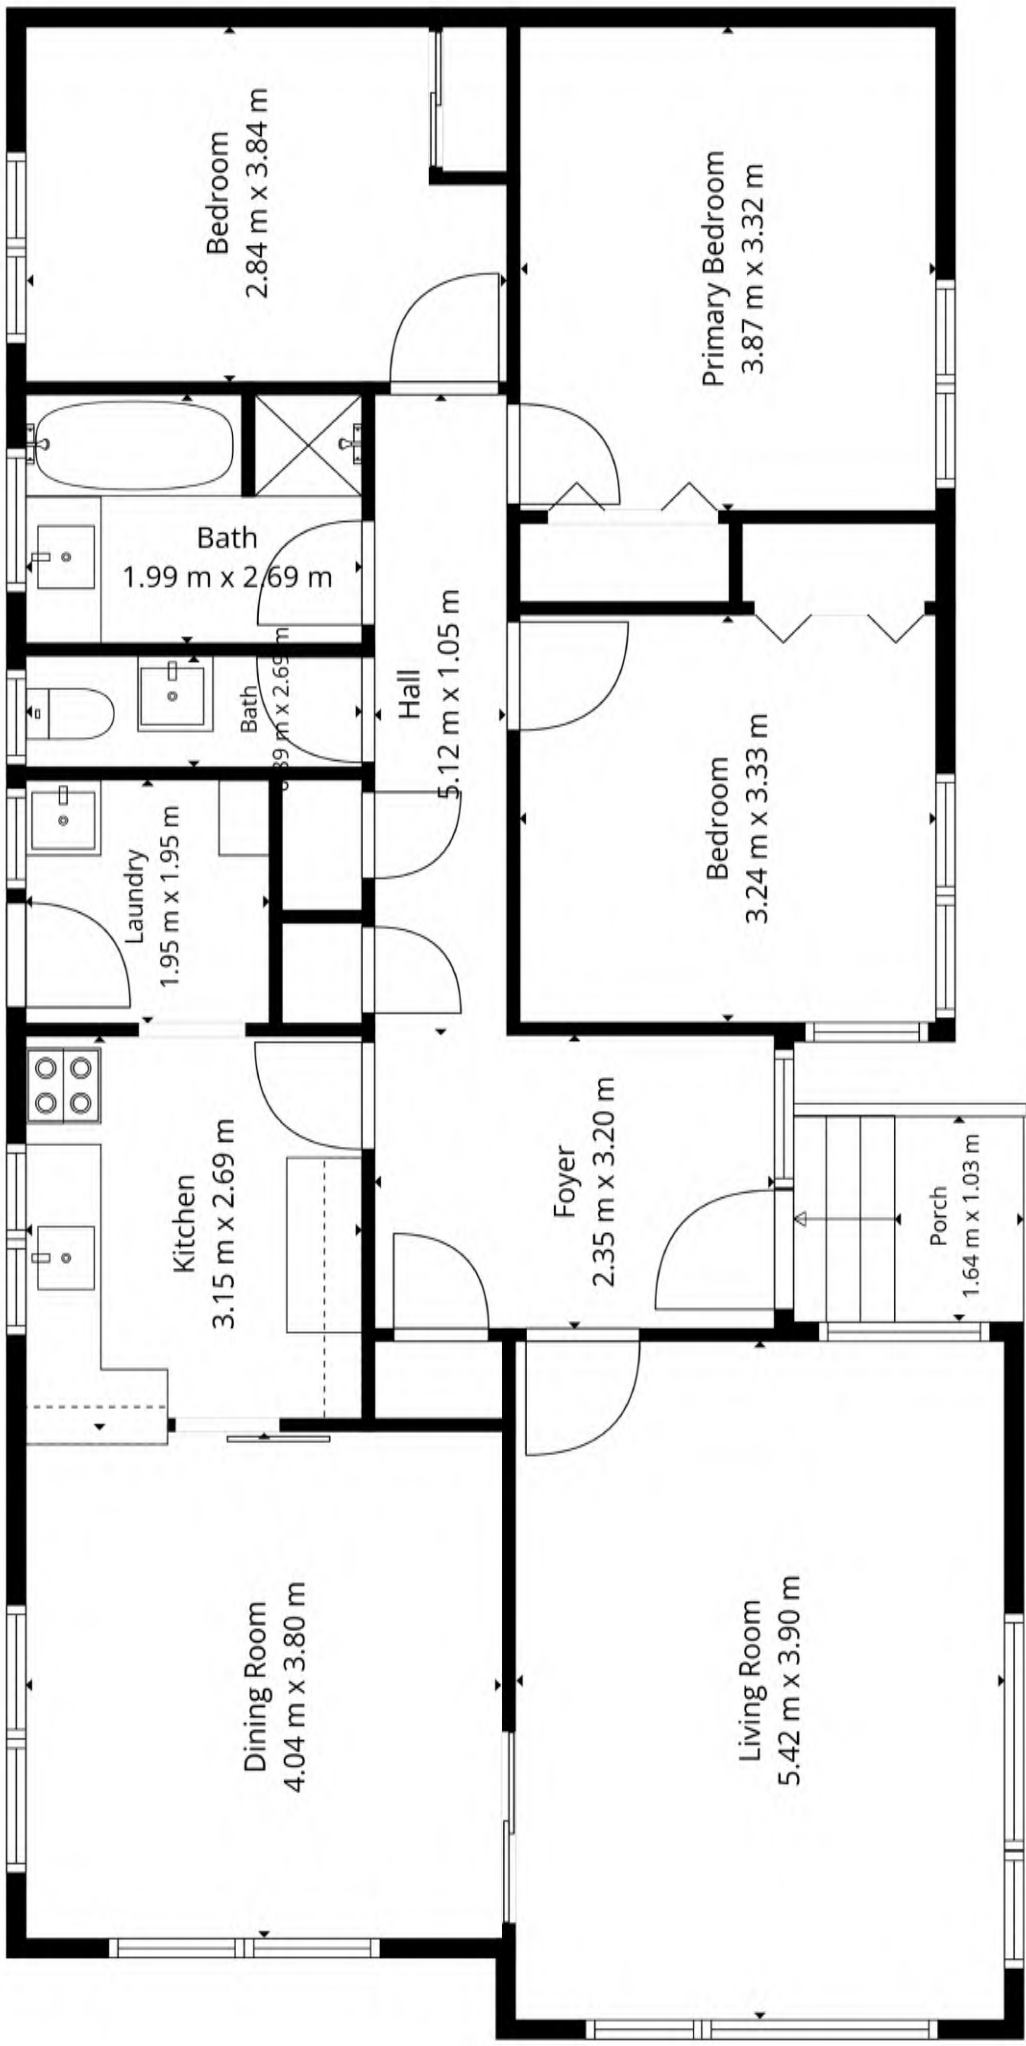 Bedroom
2.84 m x 3.84 m
Primary Bedroom
3.87 m x 3.32 m
Bath
1.99 m x 2.69 m
Bath
m x 2.69 m
Hall
5.12 m x 1.05 m
Bedroom
3.24 m x 3.33 m
Laundry
1.95 m x 1.95 m
Kitchen
3.15 m x 2.69 m
Foyer
2.35 m x 3.20 m
Porch
1.64 m x 1.03 m
Dining Room
4.04 m x 3.80 m
Living Room
5.42 m x 3.90 m